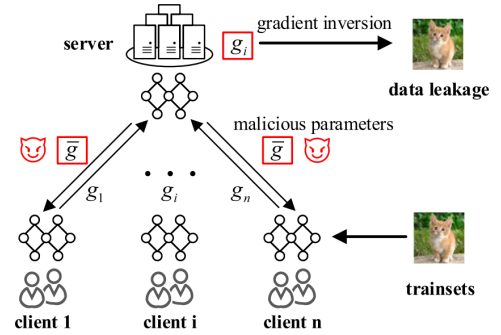 gradient inversion
server
g_i
data leakage
malicious parameters
g̅
g̅
g_1
g_i
g_n
client 1
client i
client n
trainsets